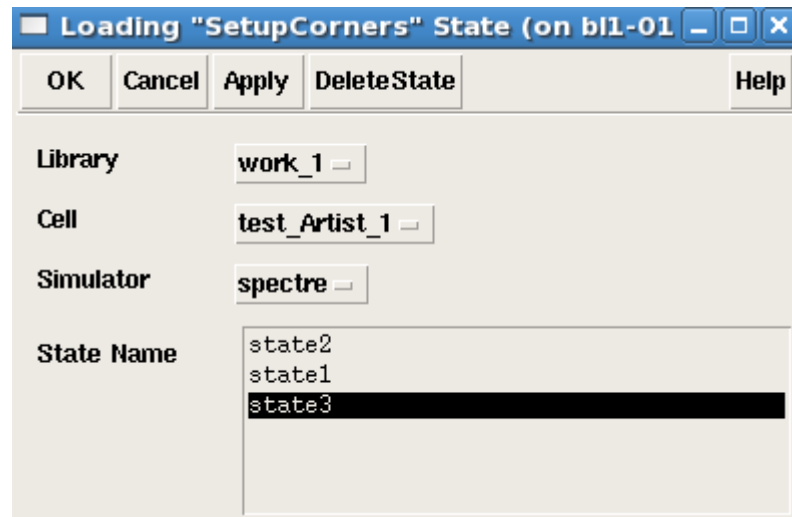 Loading "SetupCorners" State (on bl1-01
OK Cancel Apply DeleteState Help
Library work_1
Cell test_Artist_1
Simulator spectre
State Name
state2
state1
state3